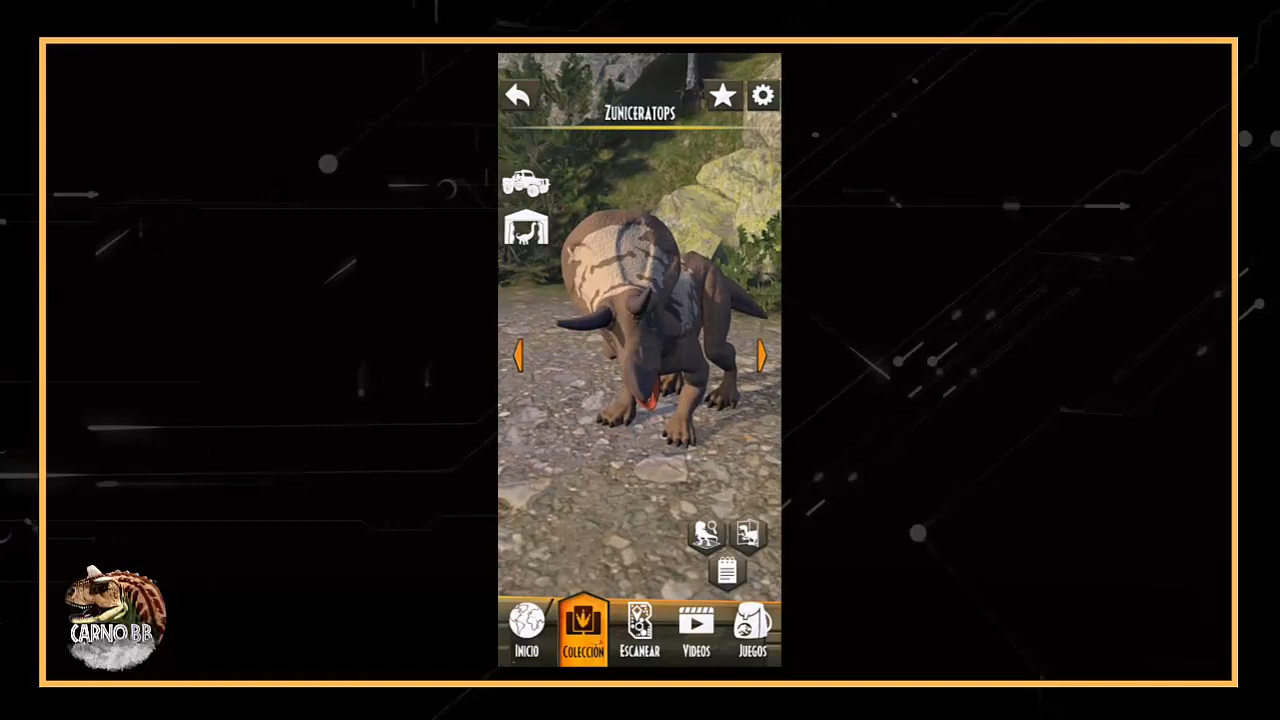 Zuniceratops
Inicio
Colección
Escanear
Videos
Juegos
CARNO BB